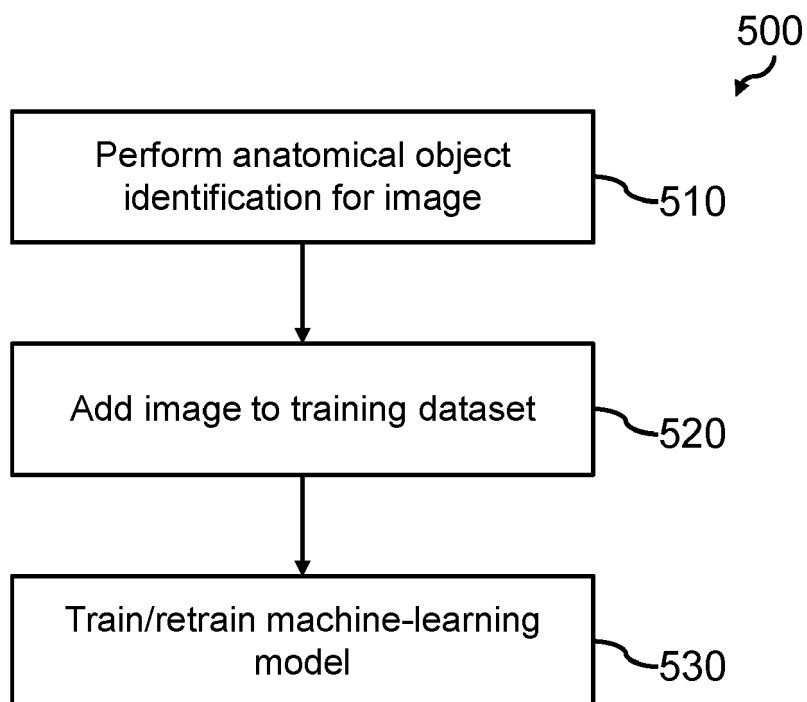 500
Perform anatomical object
identification for image
510
Add image to training dataset
520
Train/retrain machine-learning
model
530